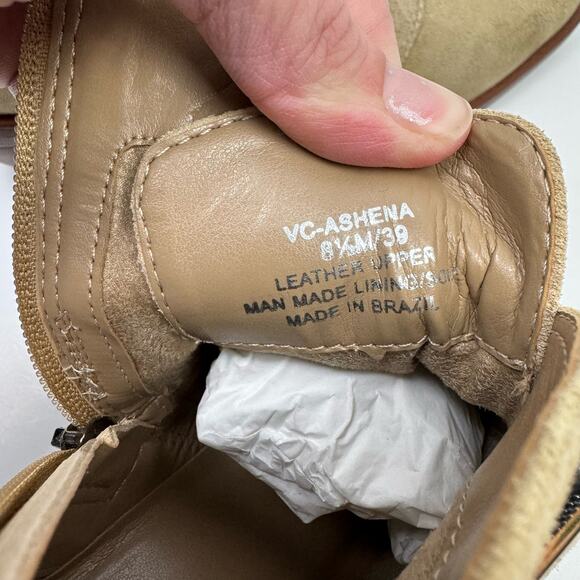 VC-ASHENA
8½M/39
LEATHER UPPER
MAN MADE LINING/SOLE
MADE IN BRAZIL